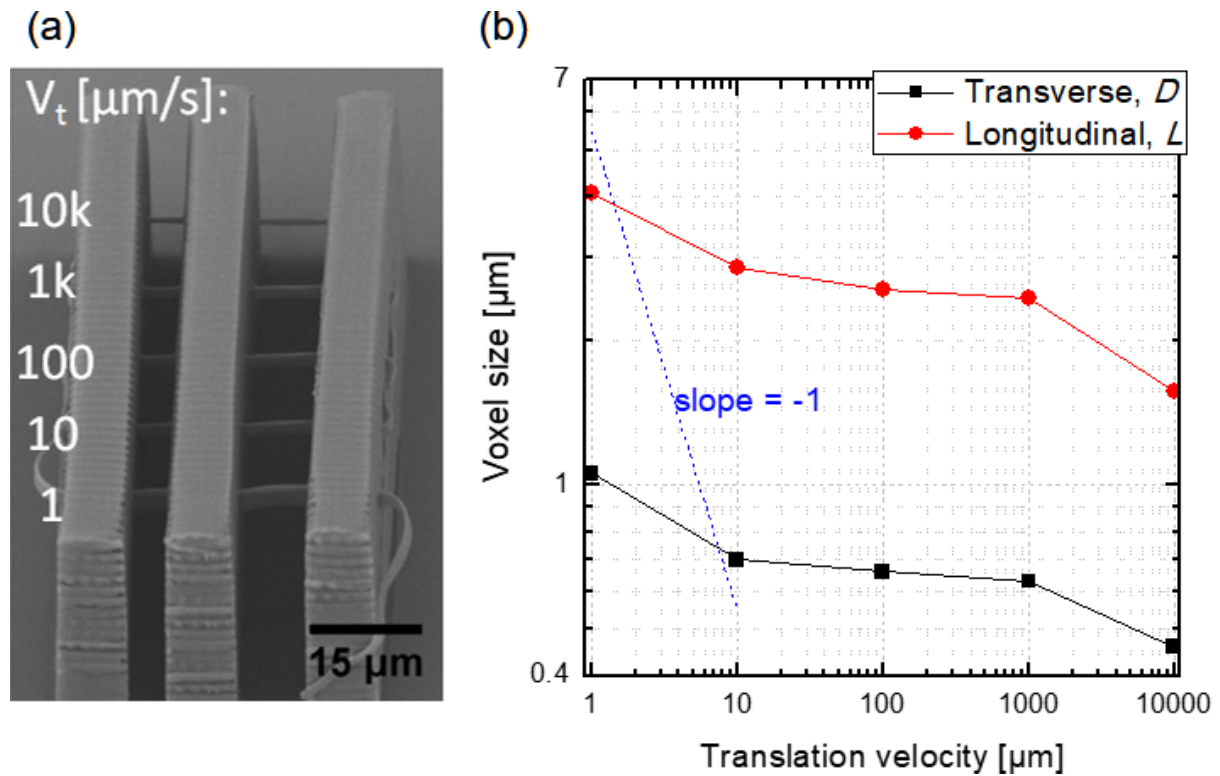 (a)
V_t [μm/s]:
10k
1k
100
10
1
15 μm
(b)
7
1
0.4
Voxel size [μm]
Transverse, D
Longitudinal, L
slope = -1
1 10 100 1000 10000
Translation velocity [μm]